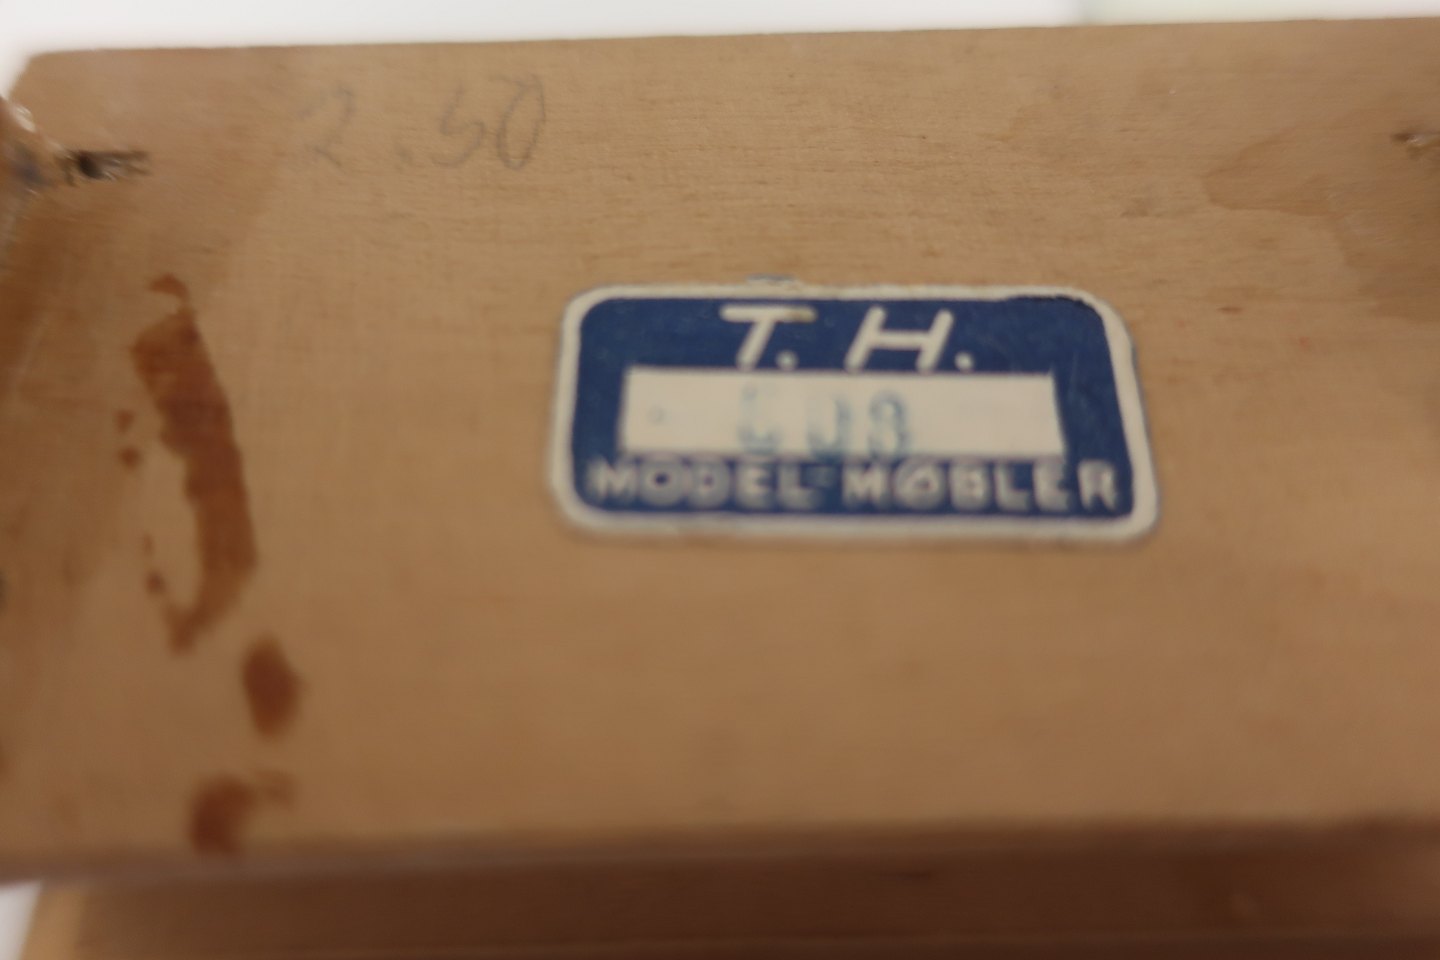 2.50
T. H.
MODEL-MØBLER